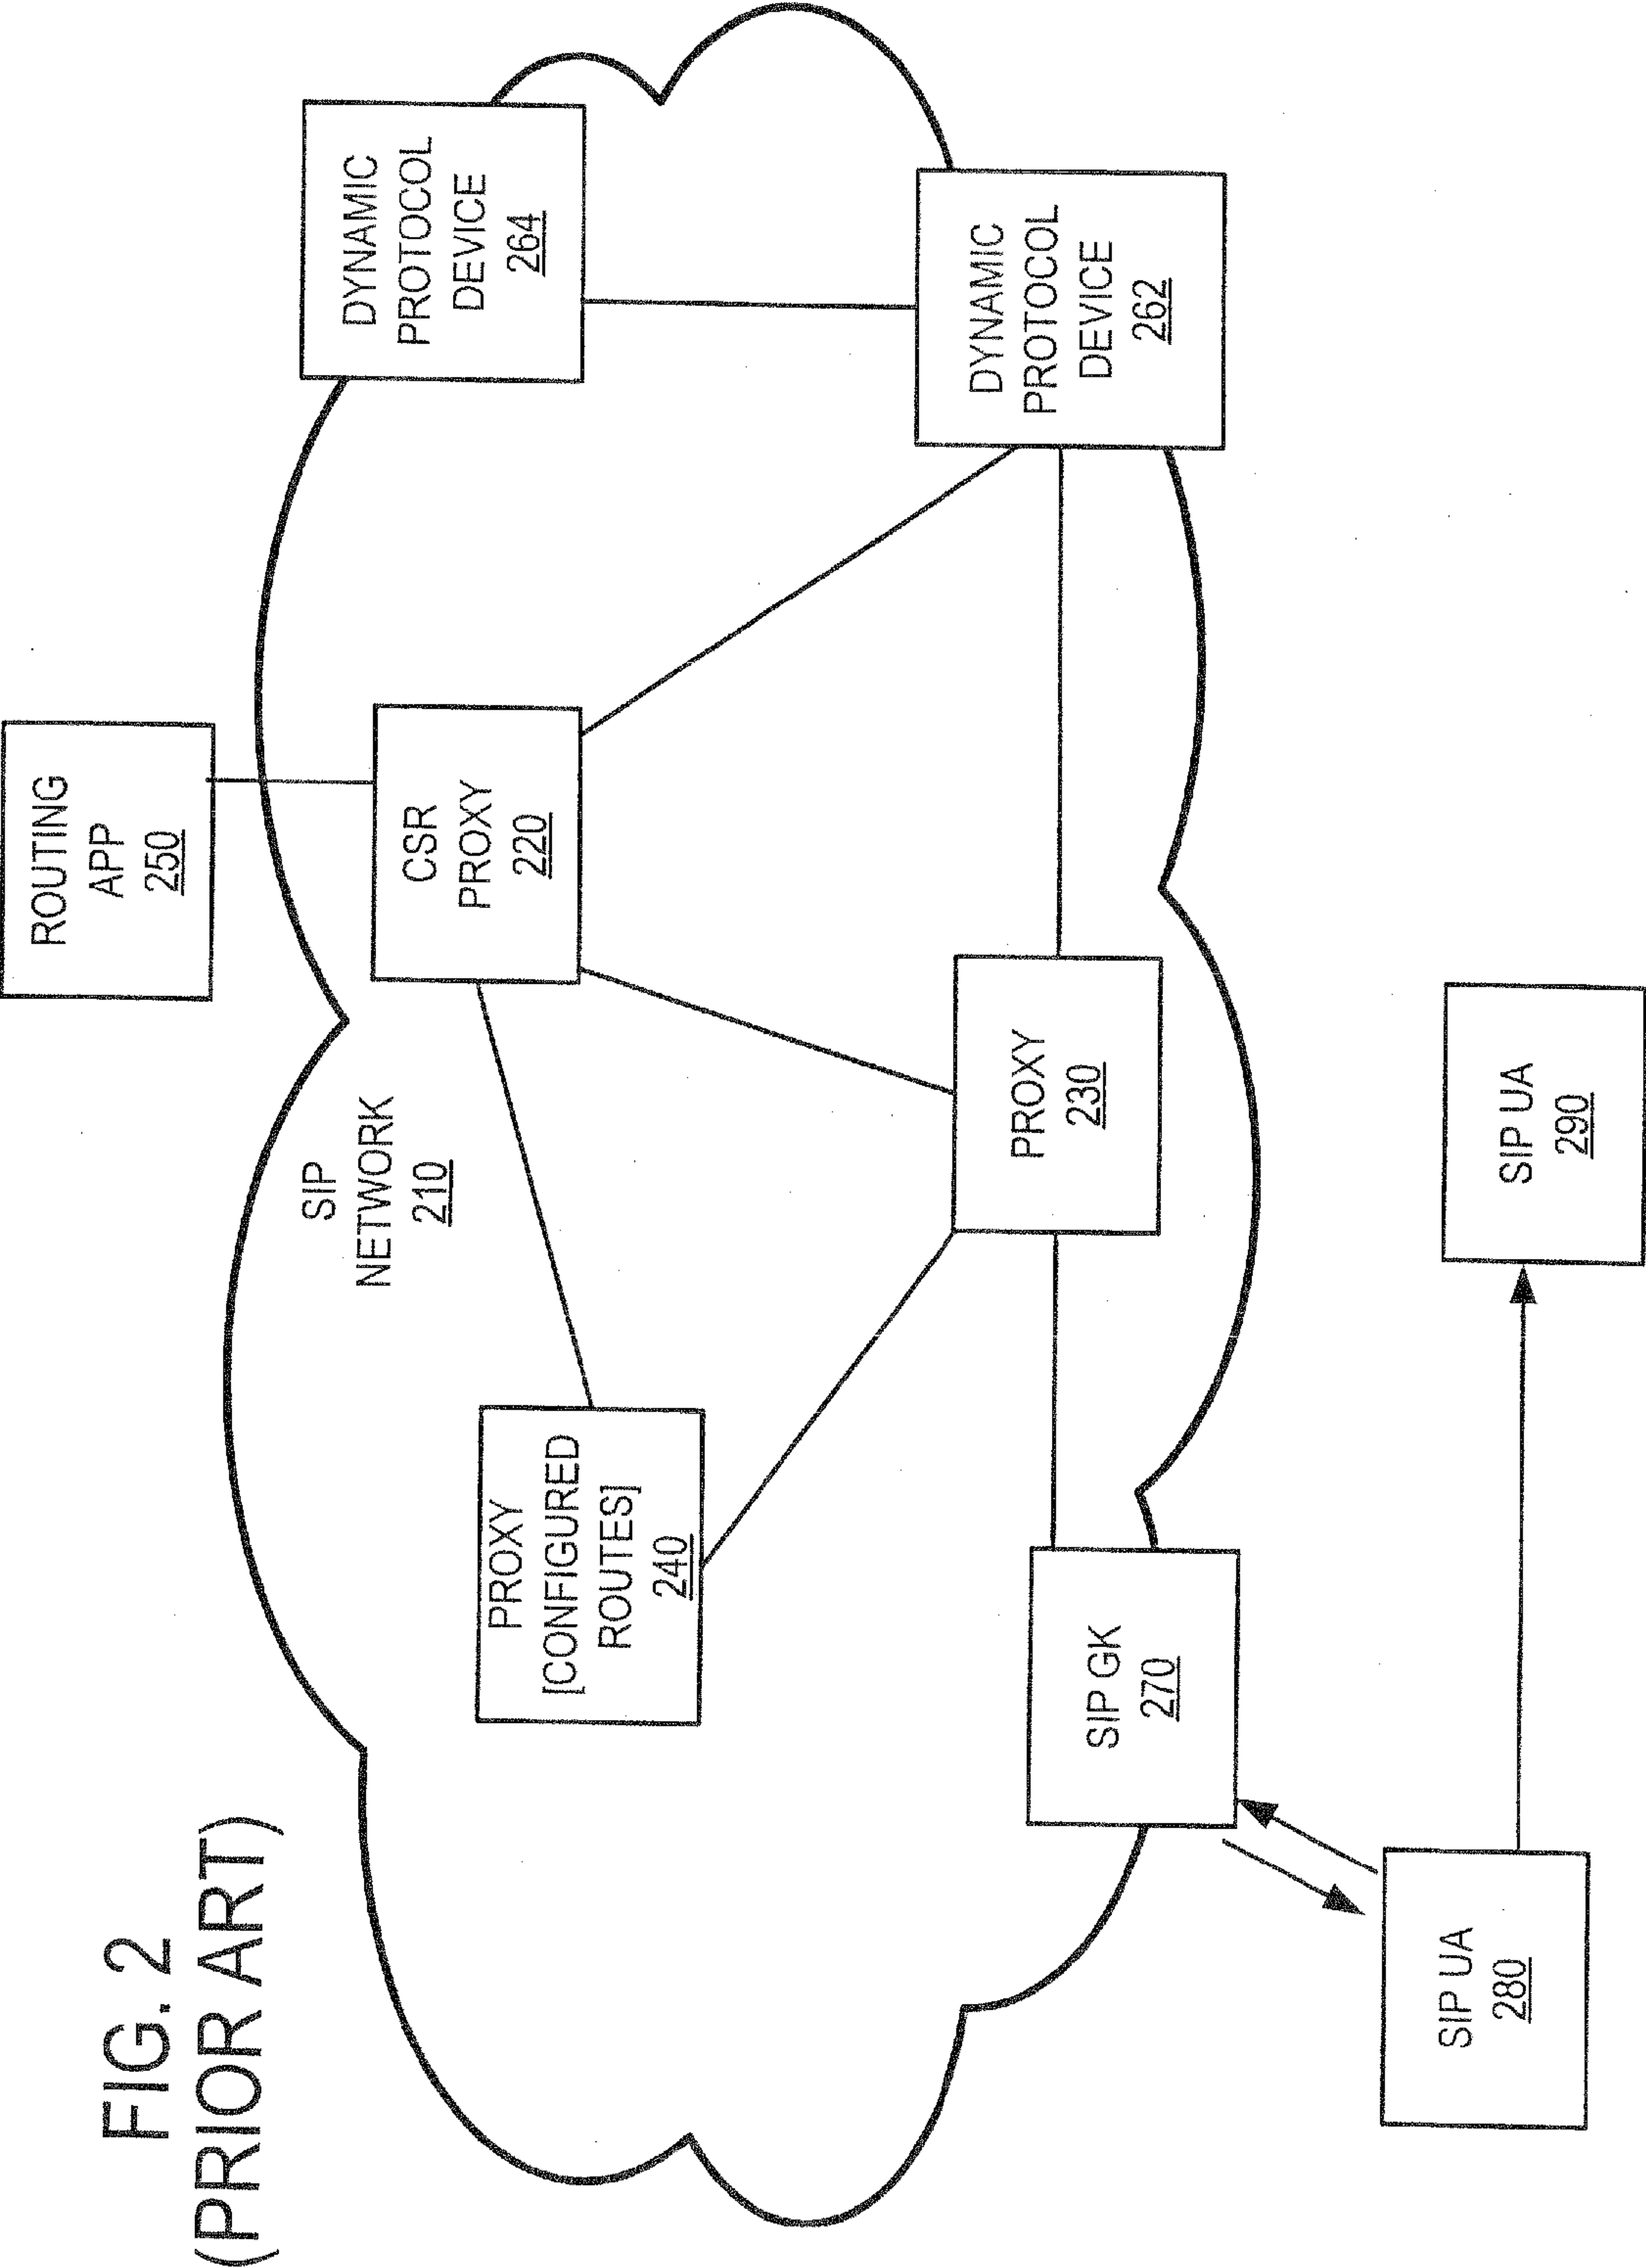 FIG. 2
(PRIOR ART)
ROUTING
APP
250
SIP
NETWORK
210
CSR
PROXY
220
DYNAMIC
PROTOCOL
DEVICE
264
PROXY
[CONFIGURED
ROUTES]
240
PROXY
230
DYNAMIC
PROTOCOL
DEVICE
262
SIP GK
270
SIP UA
280
SIP UA
290